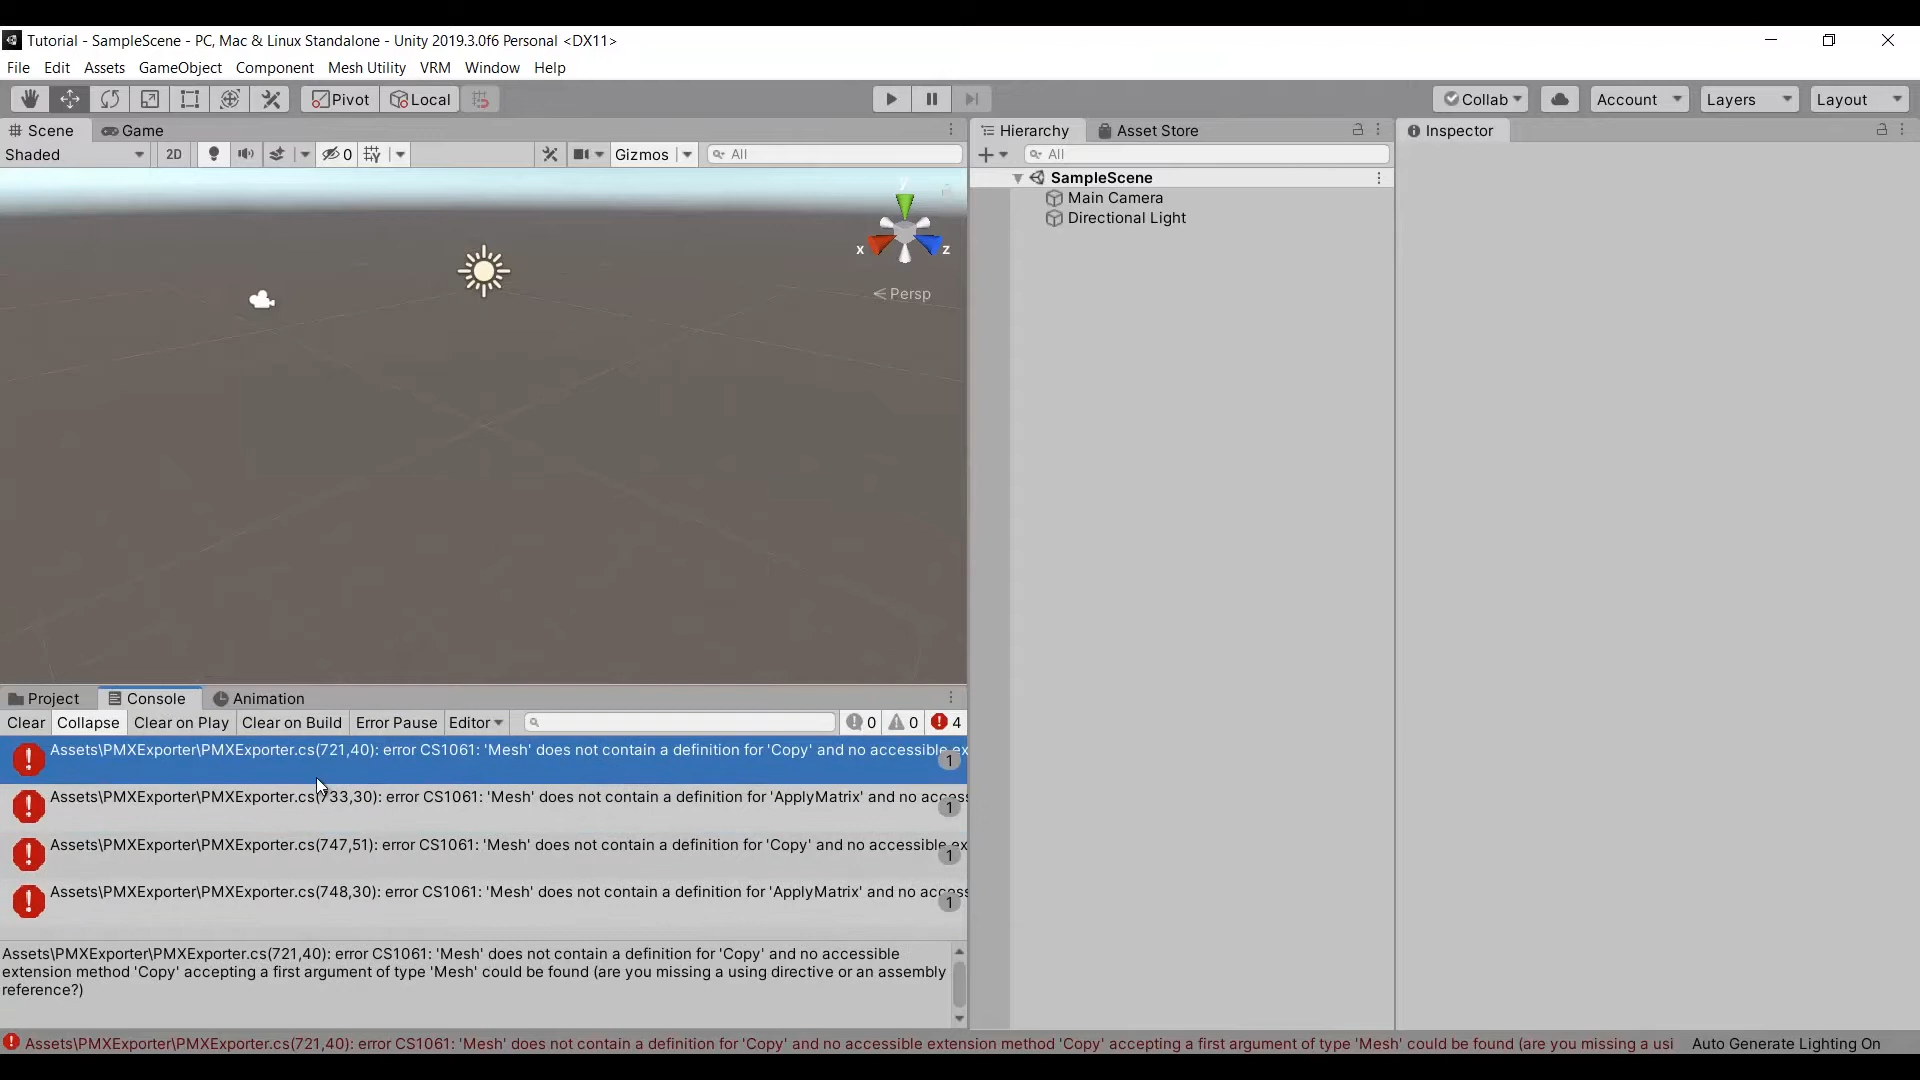 Tutorial - SampleScene - PC, Mac & Linux Standalone - Unity 2019.3.0f6 Personal <DX11>
File Edit Assets GameObject Component Mesh Utility VRM Window Help
Pivot Local Collab Account Layers Layout
Scene Game
Hierarchy Asset Store
Inspector
Shaded 2D 0 Gizmos All
All
SampleScene
Main Camera
Directional Light
y
x z
Persp
Project Console Animation
Clear Collapse Clear on Play Clear on Build Error Pause Editor 0 0 4
Assets\PMXExporter\PMXExporter.cs(721,40): error CS1061: 'Mesh' does not contain a definition for 'Copy' and no accessible ex
1
Assets\PMXExporter\PMXExporter.cs(733,30): error CS1061: 'Mesh' does not contain a definition for 'ApplyMatrix' and no access
1
Assets\PMXExporter\PMXExporter.cs(747,51): error CS1061: 'Mesh' does not contain a definition for 'Copy' and no accessible ex
1
Assets\PMXExporter\PMXExporter.cs(748,30): error CS1061: 'Mesh' does not contain a definition for 'ApplyMatrix' and no access
1
Assets\PMXExporter\PMXExporter.cs(721,40): error CS1061: 'Mesh' does not contain a definition for 'Copy' and no accessible
extension method 'Copy' accepting a first argument of type 'Mesh' could be found (are you missing a using directive or an assembly
reference?)
Assets\PMXExporter\PMXExporter.cs(721,40): error CS1061: 'Mesh' does not contain a definition for 'Copy' and no accessible extension method 'Copy' accepting a first argument of type 'Mesh' could be found (are you missing a usi
Auto Generate Lighting On